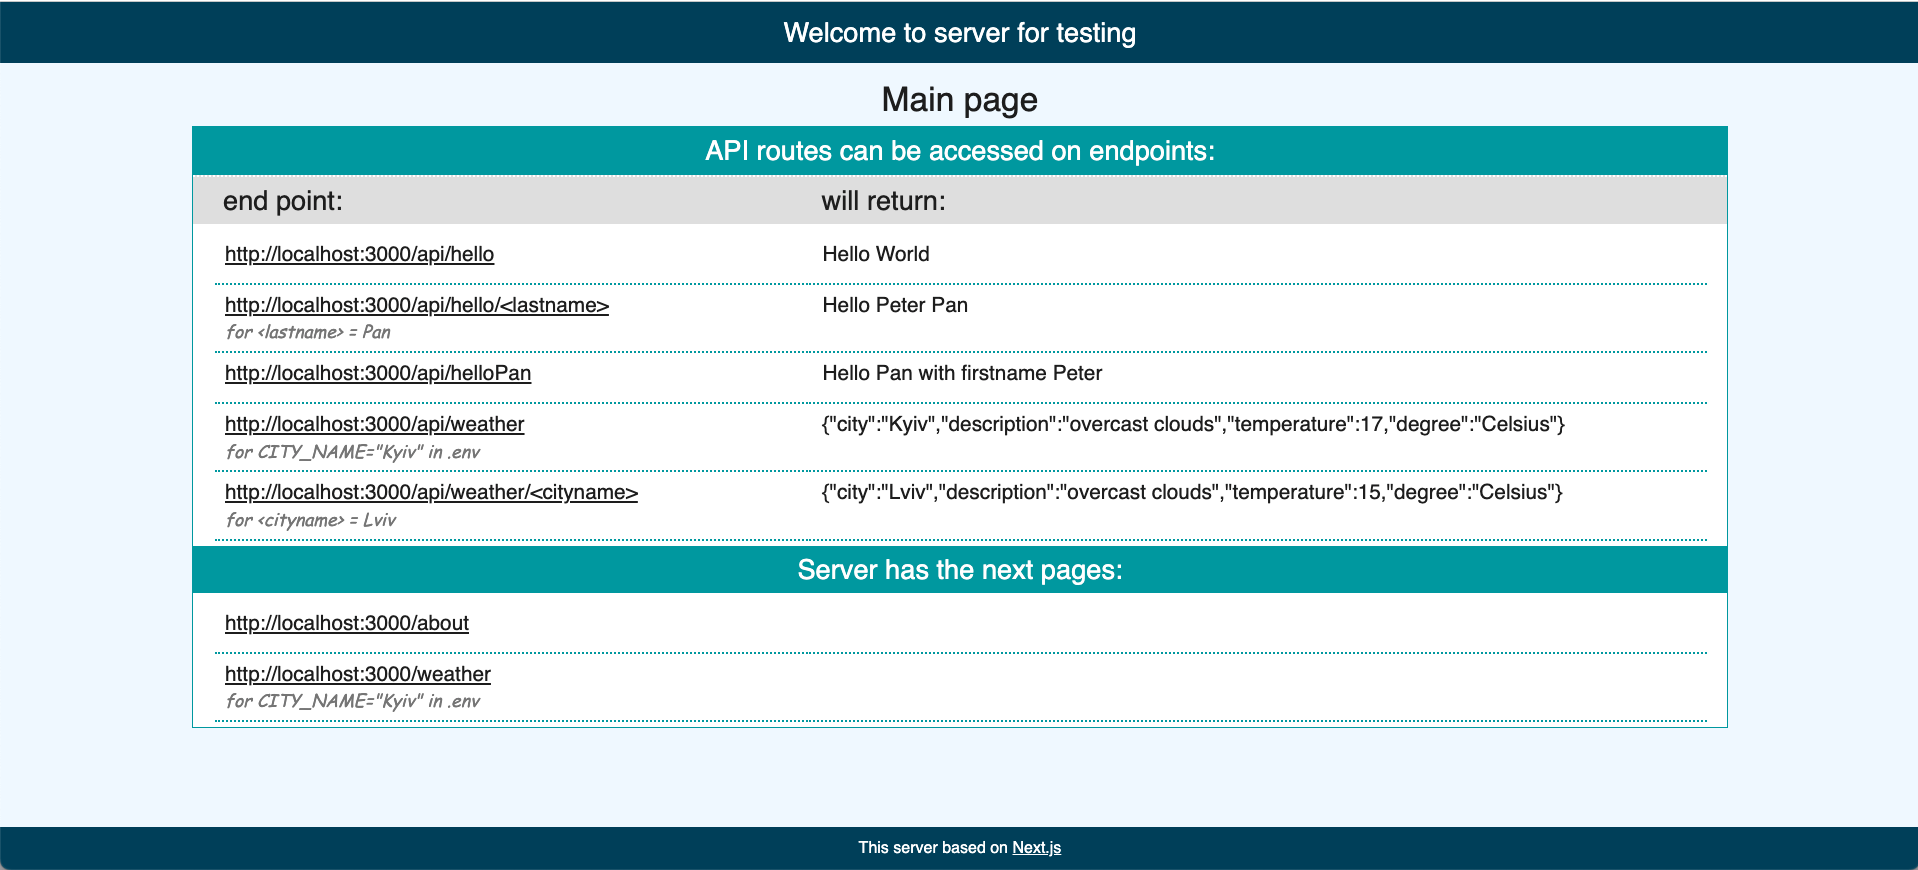 Welcome to server for testing
Main page
API routes can be accessed on endpoints:
end point: will return:
http://localhost:3000/api/hello Hello World
http://localhost:3000/api/hello/<lastname> Hello Peter Pan
for <lastname> = Pan
http://localhost:3000/api/helloPan Hello Pan with firstname Peter
http://localhost:3000/api/weather {"city":"Kyiv","description":"overcast clouds","temperature":17,"degree":"Celsius"}
for CITY_NAME="Kyiv" in .env
http://localhost:3000/api/weather/<cityname> {"city":"Lviv","description":"overcast clouds","temperature":15,"degree":"Celsius"}
for <cityname> = Lviv
Server has the next pages:
http://localhost:3000/about
http://localhost:3000/weather
for CITY_NAME="Kyiv" in .env
This server based on Next.js